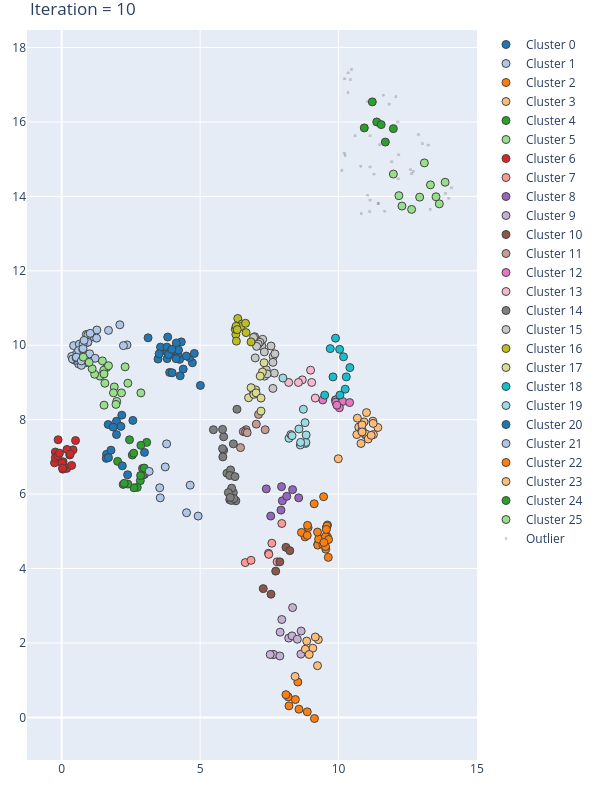 Iteration = 10
18
16
14
12
10
8
6
4
2
0
0
5
10
15
Cluster 0
Cluster 1
Cluster 2
Cluster 3
Cluster 4
Cluster 5
Cluster 6
Cluster 7
Cluster 8
Cluster 9
Cluster 10
Cluster 11
Cluster 12
Cluster 13
Cluster 14
Cluster 15
Cluster 16
Cluster 17
Cluster 18
Cluster 19
Cluster 20
Cluster 21
Cluster 22
Cluster 23
Cluster 24
Cluster 25
Outlier